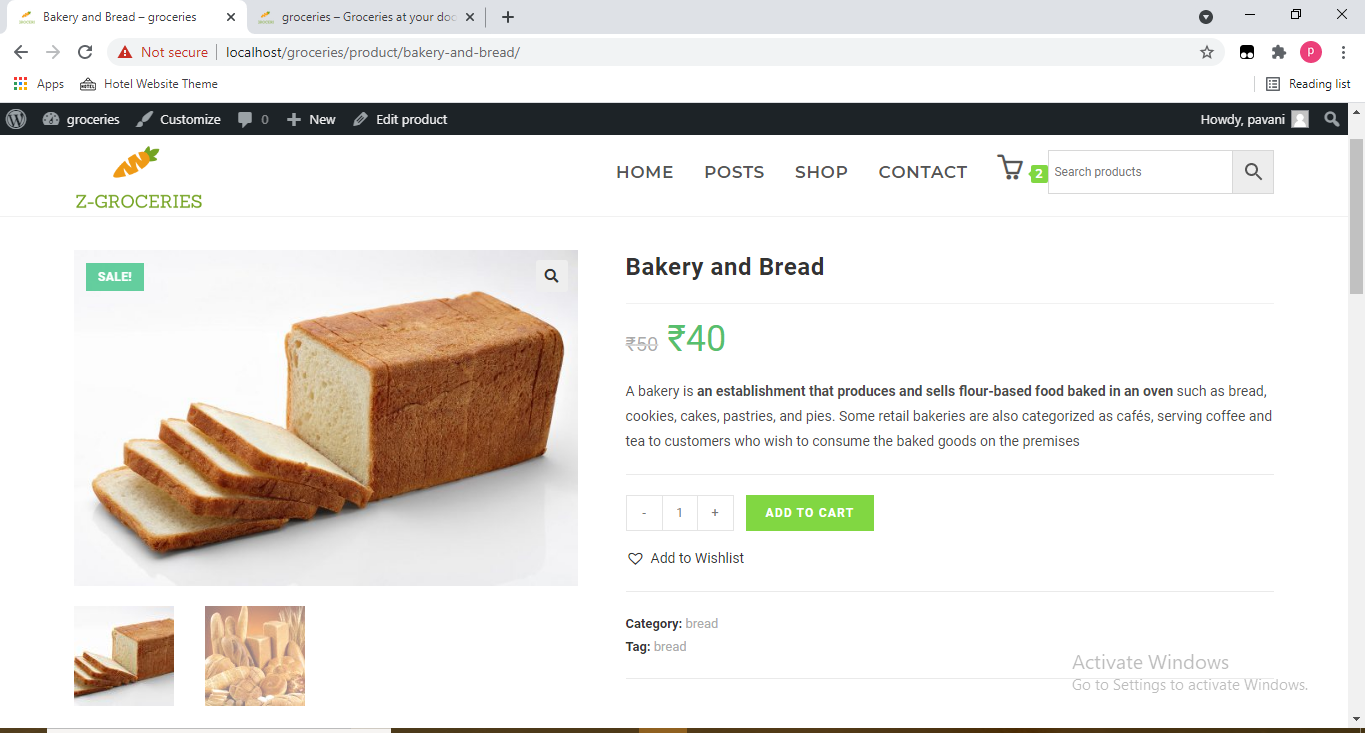 Bakery and Bread – groceries
groceries – Groceries at your doc
Not secure
localhost/groceries/product/bakery-and-bread/
P
Apps
Hotel Website Theme
Reading list
groceries
Customize
0
New
Edit product
Howdy, pavani
Z-GROCERIES
HOME
POSTS
SHOP
CONTACT
2
Search products
SALE!
Bakery and Bread
₹50 ₹40
A bakery is an establishment that produces and sells flour-based food baked in an oven such as bread,
cookies, cakes, pastries, and pies. Some retail bakeries are also categorized as cafés, serving coffee and
tea to customers who wish to consume the baked goods on the premises
- 1 +
ADD TO CART
Add to Wishlist
Category: bread
Tag: bread
Activate Windows
Go to Settings to activate Windows.